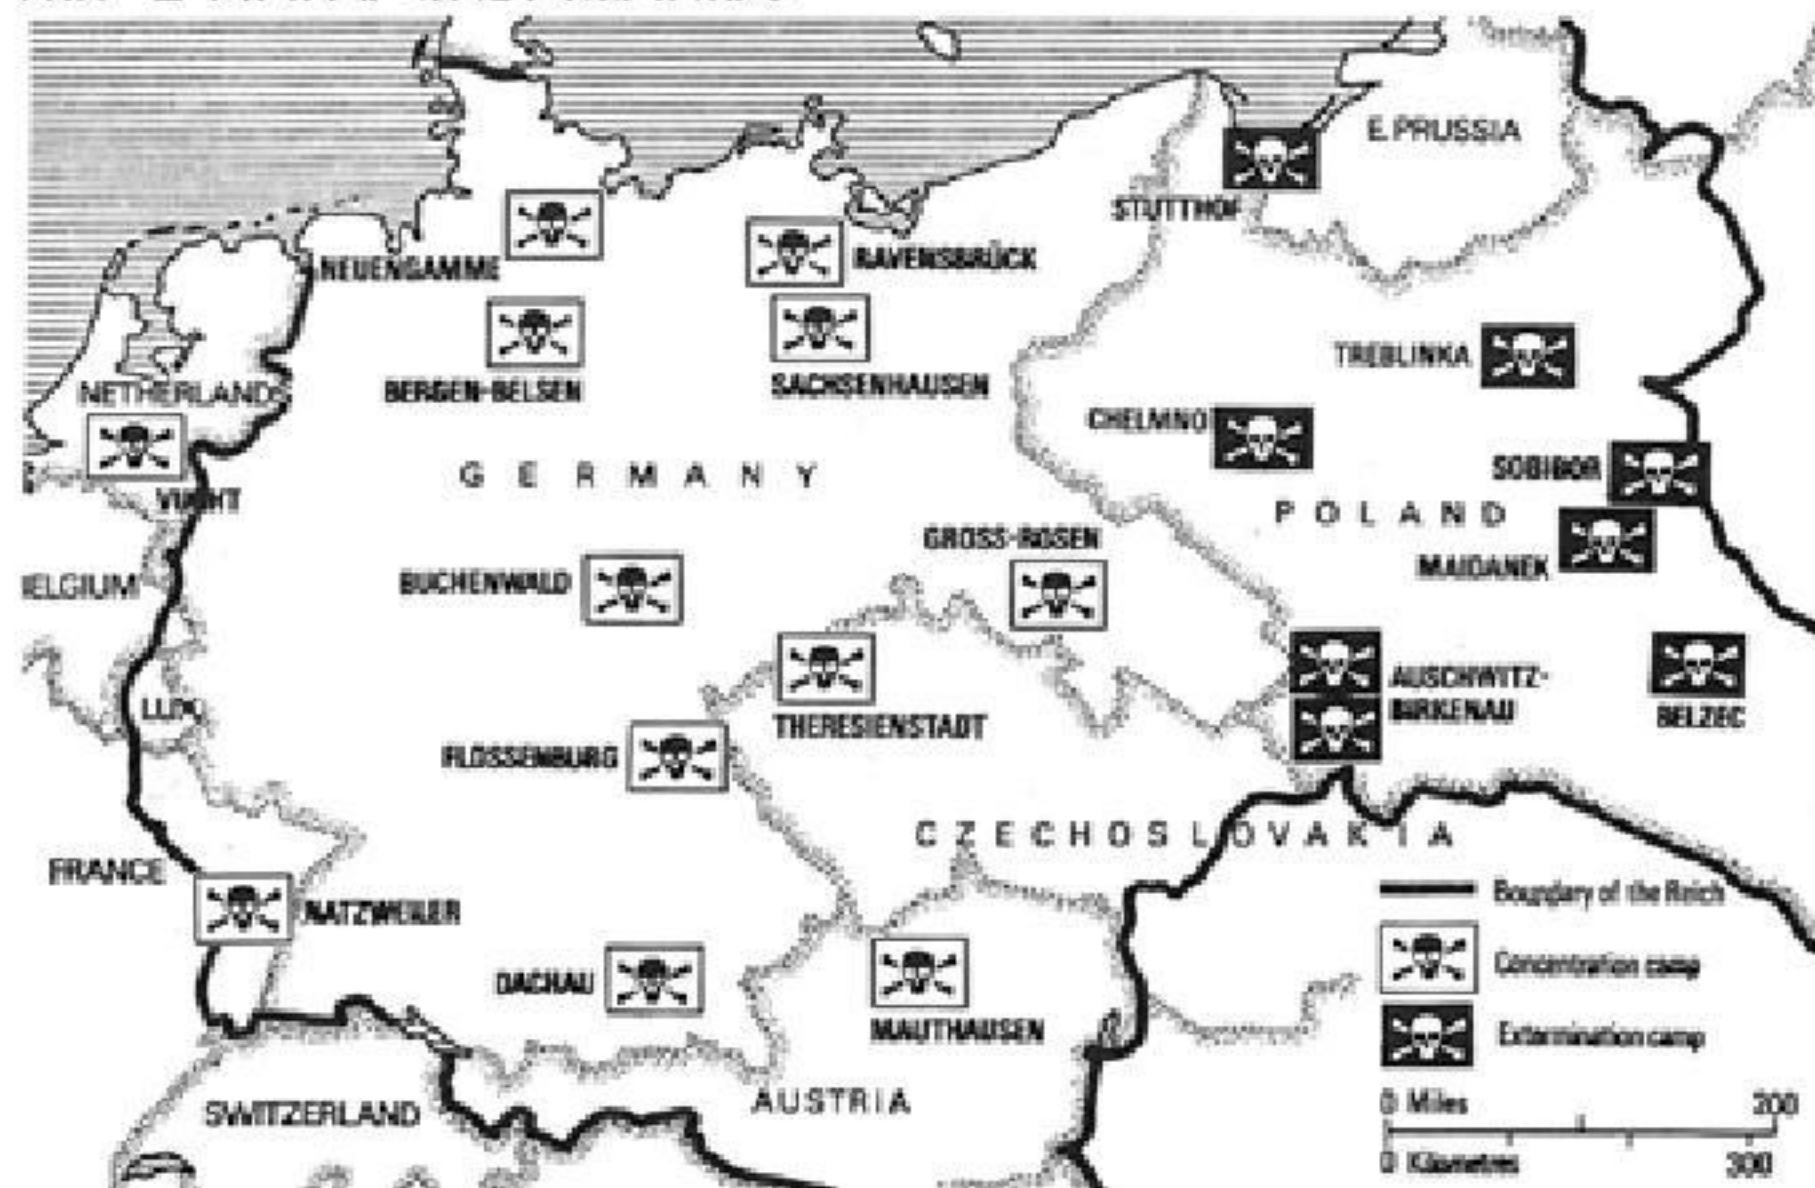 E. PRUSSIA
STUTTHOF
NEUENGAMME
RAVENSBRÜCK
BERGEN-BELSEN
SACHSENHAUSEN
TREBLINKA
NETHERLANDS
CHELMNO
SOBIBOR
VUGHT
GERMANY
POLAND
GROSS-ROSEN
MAIDANEK
BUCHENWALD
ELGIUM
AUSCHWITZ-
BIRKENAU
BELZEC
LUX
THERESIENSTADT
FLOSSENBURG
CZECHOSLOVAKIA
FRANCE
NATZWEILER
Boundary of the Reich
Concentration camp
DACHAU
MAUTHAUSEN
Extermination camp
SWITZERLAND
AUSTRIA
0 Miles 200
0 Kilometres 300